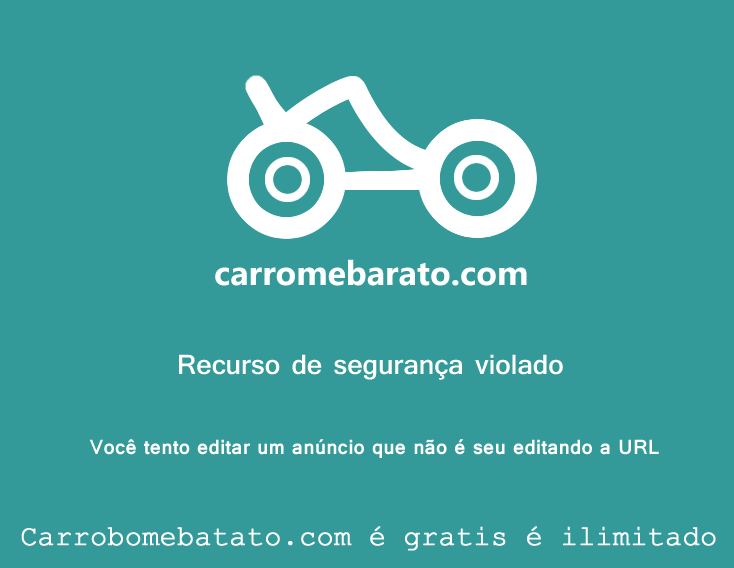 carromebarato.com
Recurso de segurança violado
Você tento editar um anúncio que não é seu editando a URL
Carrobomebatato.com é gratis é ilimitado